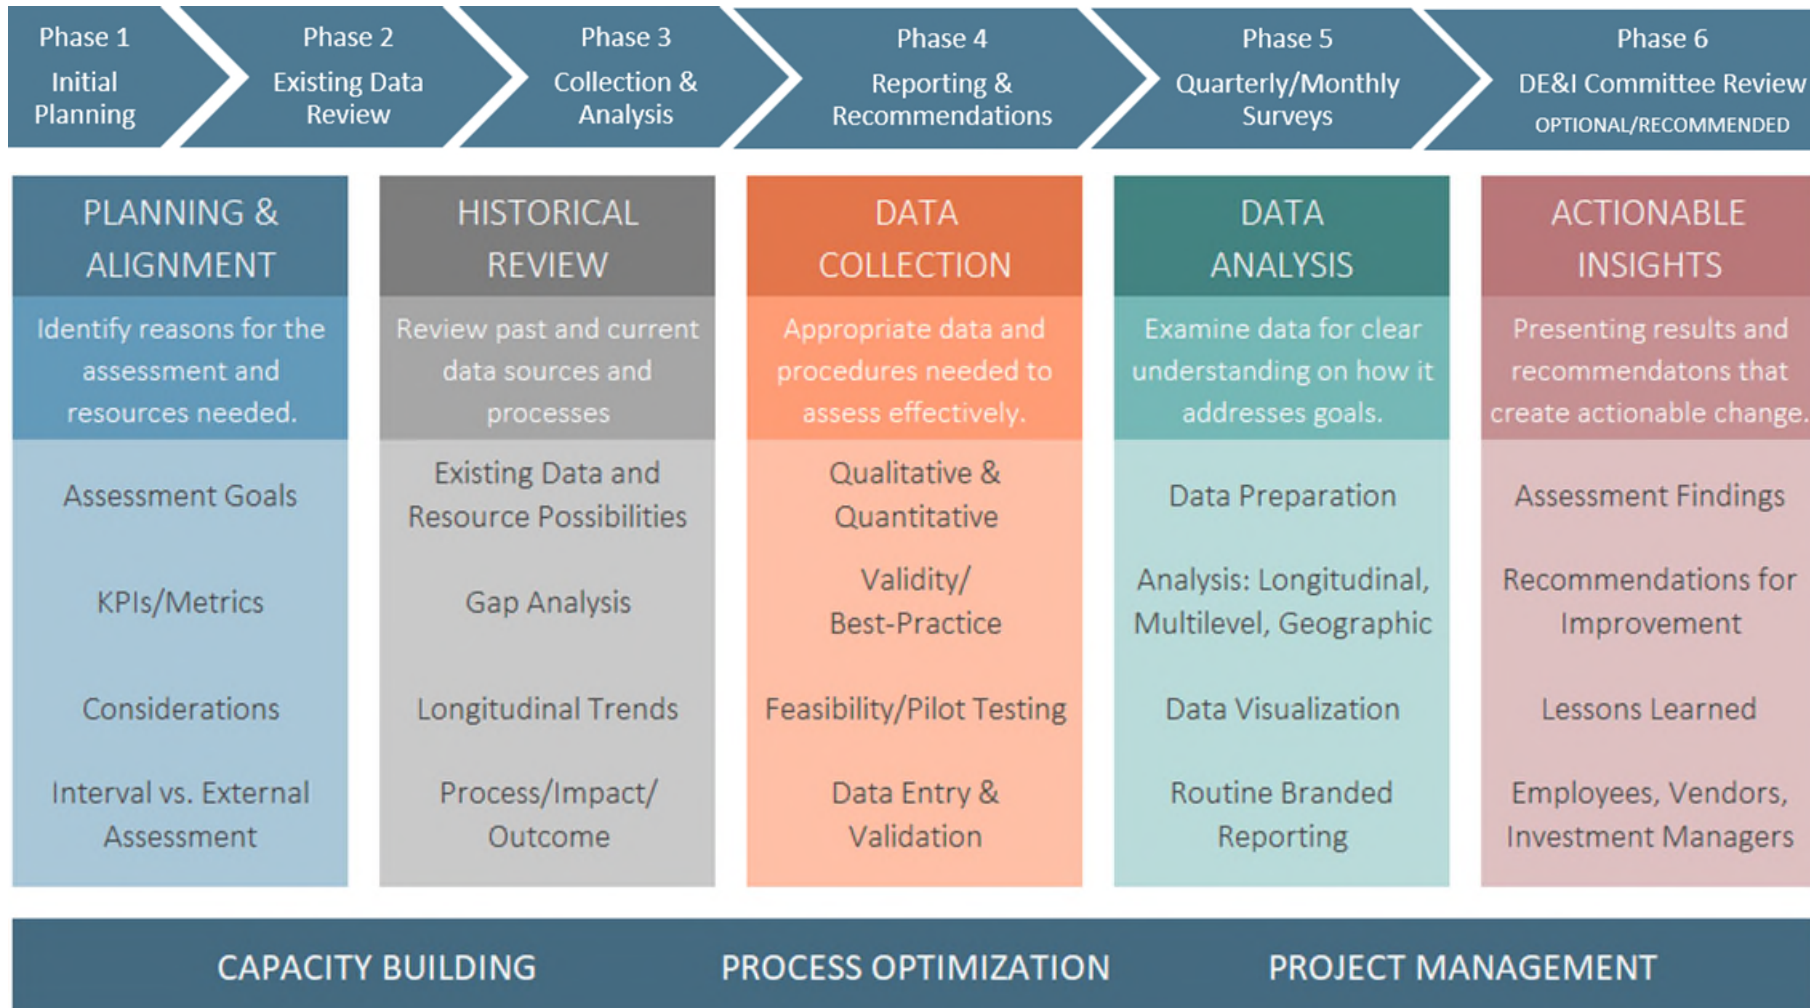 Phase 1
Initial
Planning
Phase 2
Existing Data
Review
Phase 3
Collection &
Analysis
Phase 4
Reporting &
Recommendations
Phase 5
Quarterly/Monthly
Surveys
Phase 6
DE&I Committee Review
OPTIONAL/RECOMMENDED
PLANNING &
ALIGNMENT
Identify reasons for the
assessment and
resources needed.
Assessment Goals
KPIs/Metrics
Considerations
Interval vs. External
Assessment
HISTORICAL
REVIEW
Review past and current
data sources and
processes
Existing Data and
Resource Possibilities
Gap Analysis
Longitudinal Trends
Process/Impact/
Outcome
DATA
COLLECTION
Appropriate data and
procedures needed to
assess effectively.
Qualitative &
Quantitative
Validity/
Best-Practice
Feasibility/Pilot Testing
Data Entry &
Validation
DATA
ANALYSIS
Examine data for clear
understanding on how it
addresses goals.
Data Preparation
Analysis: Longitudinal,
Multilevel, Geographic
Data Visualization
Routine Branded
Reporting
ACTIONABLE
INSIGHTS
Presenting results and
recommendatons that
create actionable change.
Assessment Findings
Recommendations for
Improvement
Lessons Learned
Employees, Vendors,
Investment Managers
CAPACITY BUILDING
PROCESS OPTIMIZATION
PROJECT MANAGEMENT